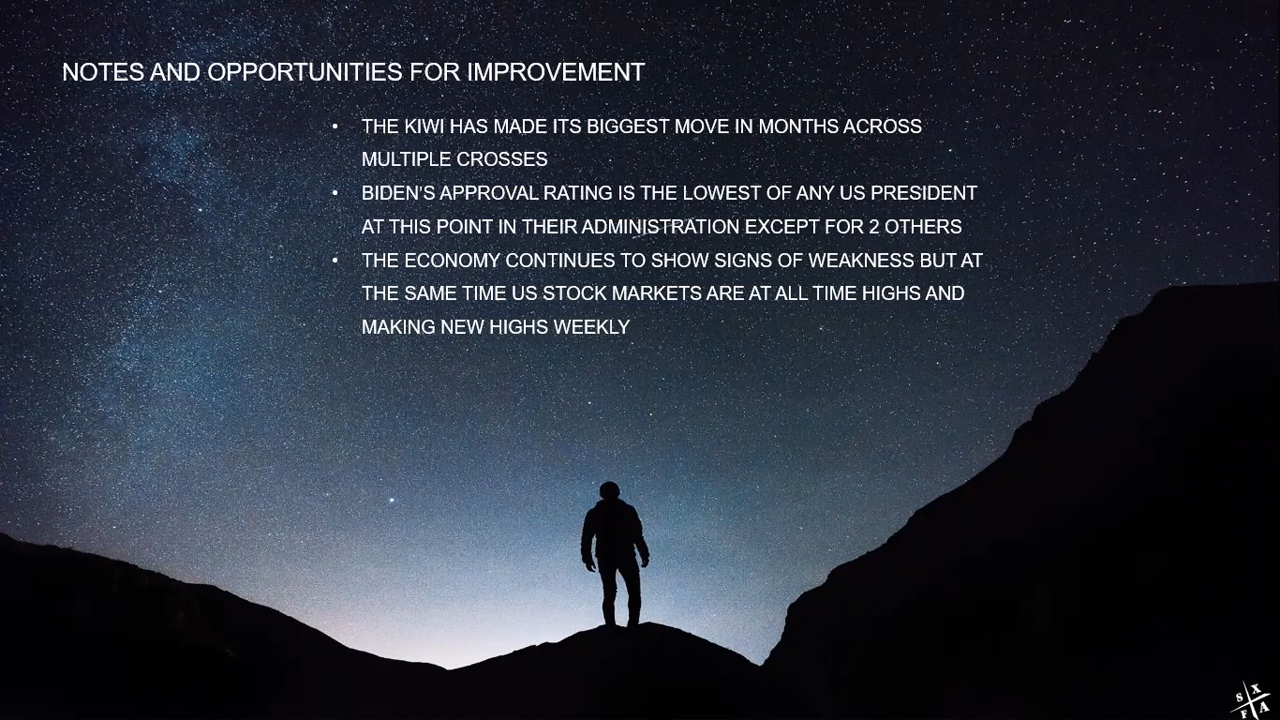 NOTES AND OPPORTUNITIES FOR IMPROVEMENT
• THE KIWI HAS MADE ITS BIGGEST MOVE IN MONTHS ACROSS
MULTIPLE CROSSES
• BIDEN'S APPROVAL RATING IS THE LOWEST OF ANY US PRESIDENT
AT THIS POINT IN THEIR ADMINISTRATION EXCEPT FOR 2 OTHERS
• THE ECONOMY CONTINUES TO SHOW SIGNS OF WEAKNESS BUT AT
THE SAME TIME US STOCK MARKETS ARE AT ALL TIME HIGHS AND
MAKING NEW HIGHS WEEKLY
S X
F A